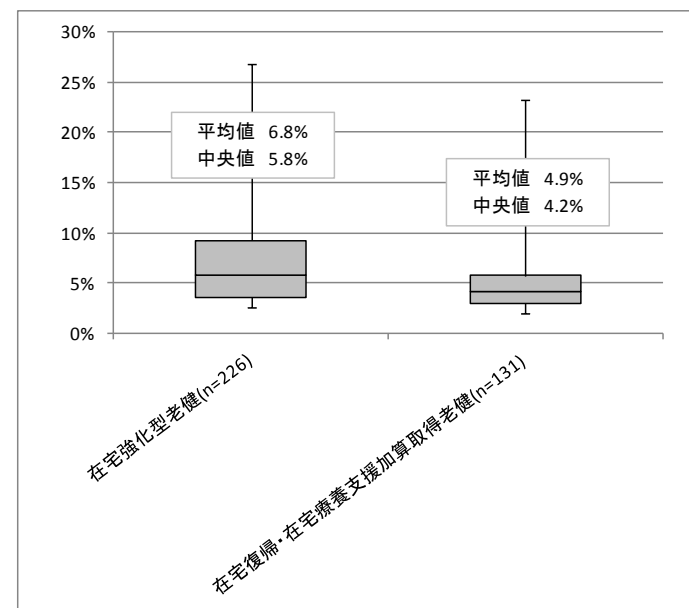 30%
25%
20%
15%
10%
5%
0%
平均値 6.8%
中央値 5.8%
平均値 4.9%
中央値 4.2%
在宅強化型老健(n=226)
在宅復帰・在宅療養支援加算取得老健(n=131)